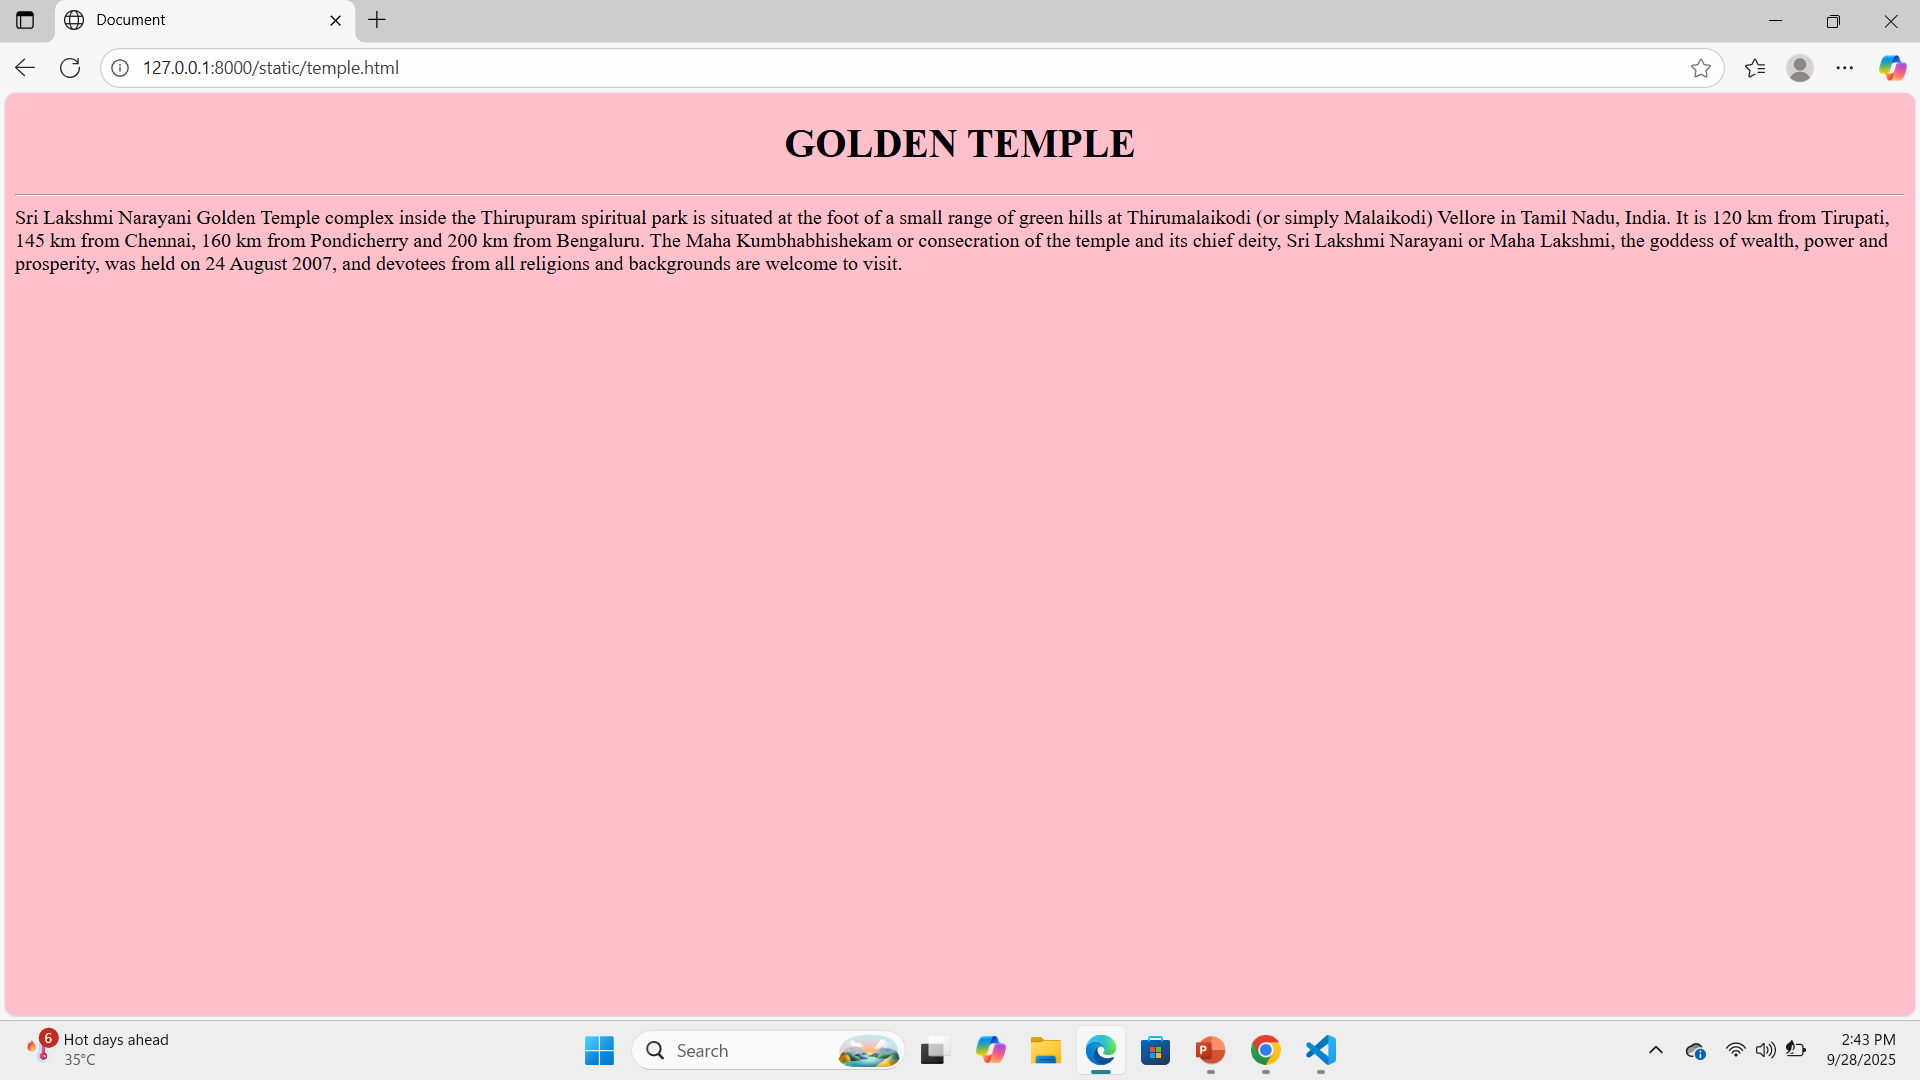 Document
127.0.0.1:8000/static/temple.html
GOLDEN TEMPLE
Sri Lakshmi Narayani Golden Temple complex inside the Thirupuram spiritual park is situated at the foot of a small range of green hills at Thirumalaikodi (or simply Malaikodi) Vellore in Tamil Nadu, India. It is 120 km from Tirupati,
145 km from Chennai, 160 km from Pondicherry and 200 km from Bengaluru. The Maha Kumbhabhishekam or consecration of the temple and its chief deity, Sri Lakshmi Narayani or Maha Lakshmi, the goddess of wealth, power and
prosperity, was held on 24 August 2007, and devotees from all religions and backgrounds are welcome to visit.
6
Hot days ahead
35°C
Search
P
2:43 PM
9/28/2025